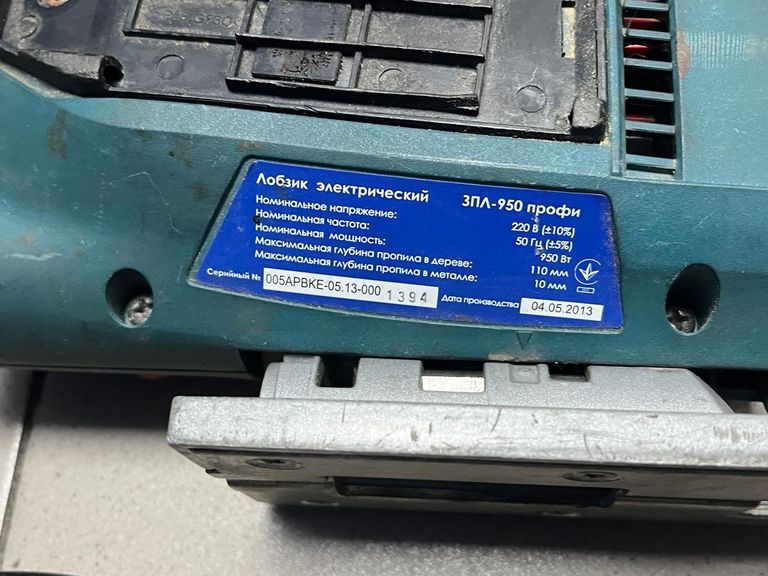 Лобзик электрический ЗПЛ-950 профи
Номинальное напряжение: 220 В (±10%)
Номинальная частота: 50 Гц (±5%)
Номинальная мощность: 950 Вт
Максимальная глубина пропила в дереве: 110 мм
Максимальная глубина пропила в металле: 10 мм
Серийный № 005APBKE-05.13-000 1394 Дата производства 04.05.2013